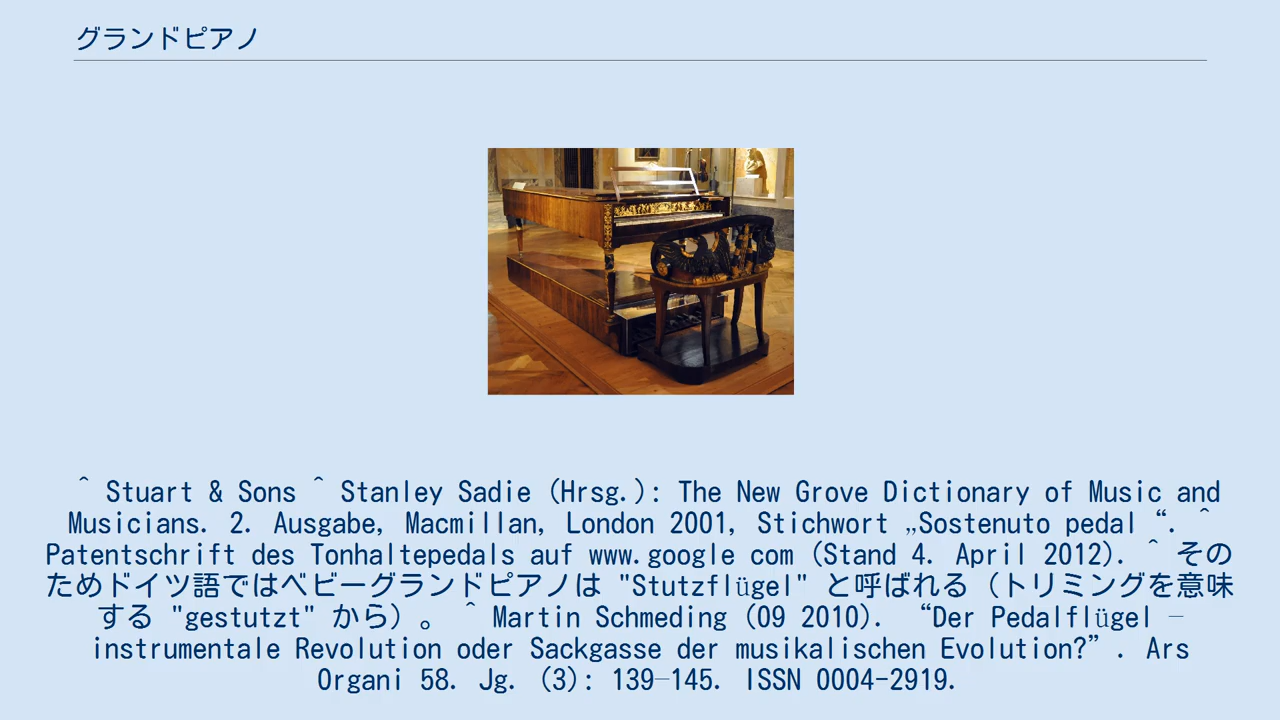 グランドピアノ
^ Stuart & Sons ^ Stanley Sadie (Hrsg.): The New Grove Dictionary of Music and
Musicians. 2. Ausgabe, Macmillan, London 2001, Stichwort „Sostenuto pedal “. ^
Patentschrift des Tonhaltepedals auf www.google com (Stand 4. April 2012). ^ その
ためドイツ語ではベビーグランドピアノは "Stutzflügel" と呼ばれる（トリミングを意味
する "gestutzt" から）。 ^ Martin Schmeding (09 2010). “Der Pedalflügel –
instrumentale Revolution oder Sackgasse der musikalischen Evolution?”. Ars
Organi 58. Jg. (3): 139–145. ISSN 0004-2919.